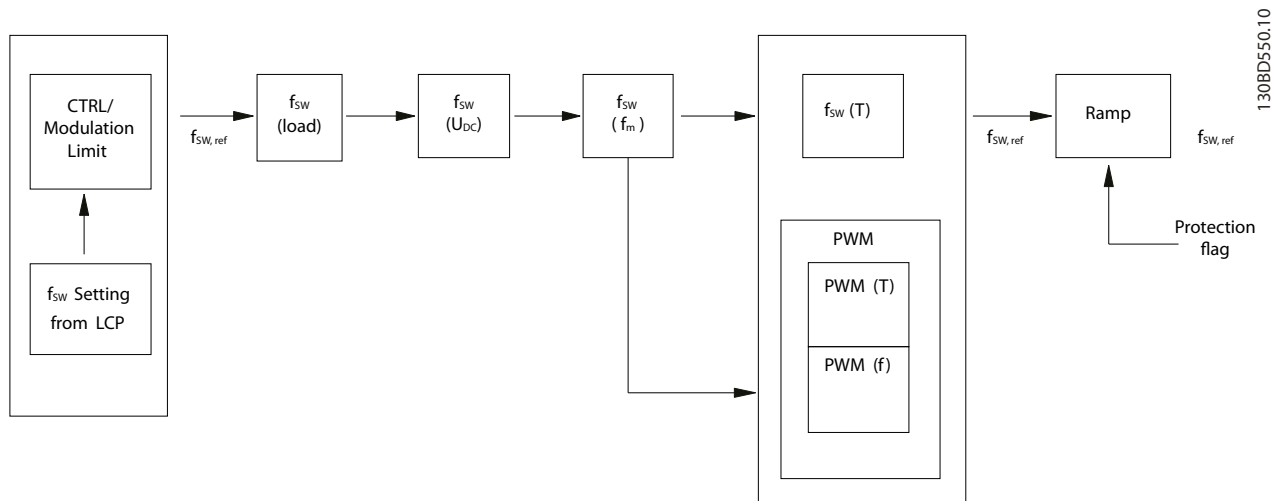 130BD550.10
CTRL/
Modulation
Limit
fSW Setting
from LCP
fSW, ref
fSW
(load)
fSW
(UDC)
fSW
( fm )
fSW (T)
PWM
PWM (T)
PWM (f)
fSW, ref
Ramp
fSW, ref
Protection
flag